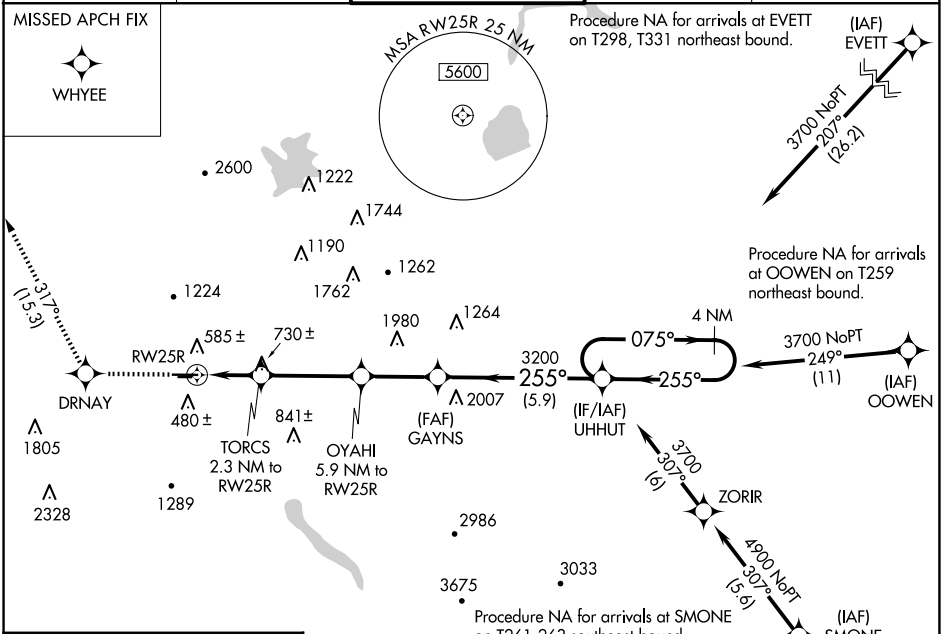 MISSED APCH FIX
WHYEE
MSA RW25R 25 NM
5600
Procedure NA for arrivals at EVETT
on T298, T331 northeast bound.
(IAF)
EVETT
3700 NoPT
207°
(26.2)
2600
1222
1744
1190
1762
1262
Procedure NA for arrivals
at OOWEN on T259
northeast bound.
317°
(15.3)
1224
585 ±
730 ±
1980
1264
4 NM
075°
3700 NoPT
249°
(11)
(IAF)
OOWEN
RW25R
3200
255°
(5.9)
255°
DRNAY
480 ±
2007
(IF/IAF)
UHHUT
(FAF)
GAYNS
841±
TORCS
2.3 NM to
RW25R
OYAHI
5.9 NM to
RW25R
1805
2328
1289
3700
307°
(6)
ZORIR
2986
3033
3675
4900 NoPT
307°
(5.6)
Procedure NA for arrivals at SMONE
(IAF)
SMONE